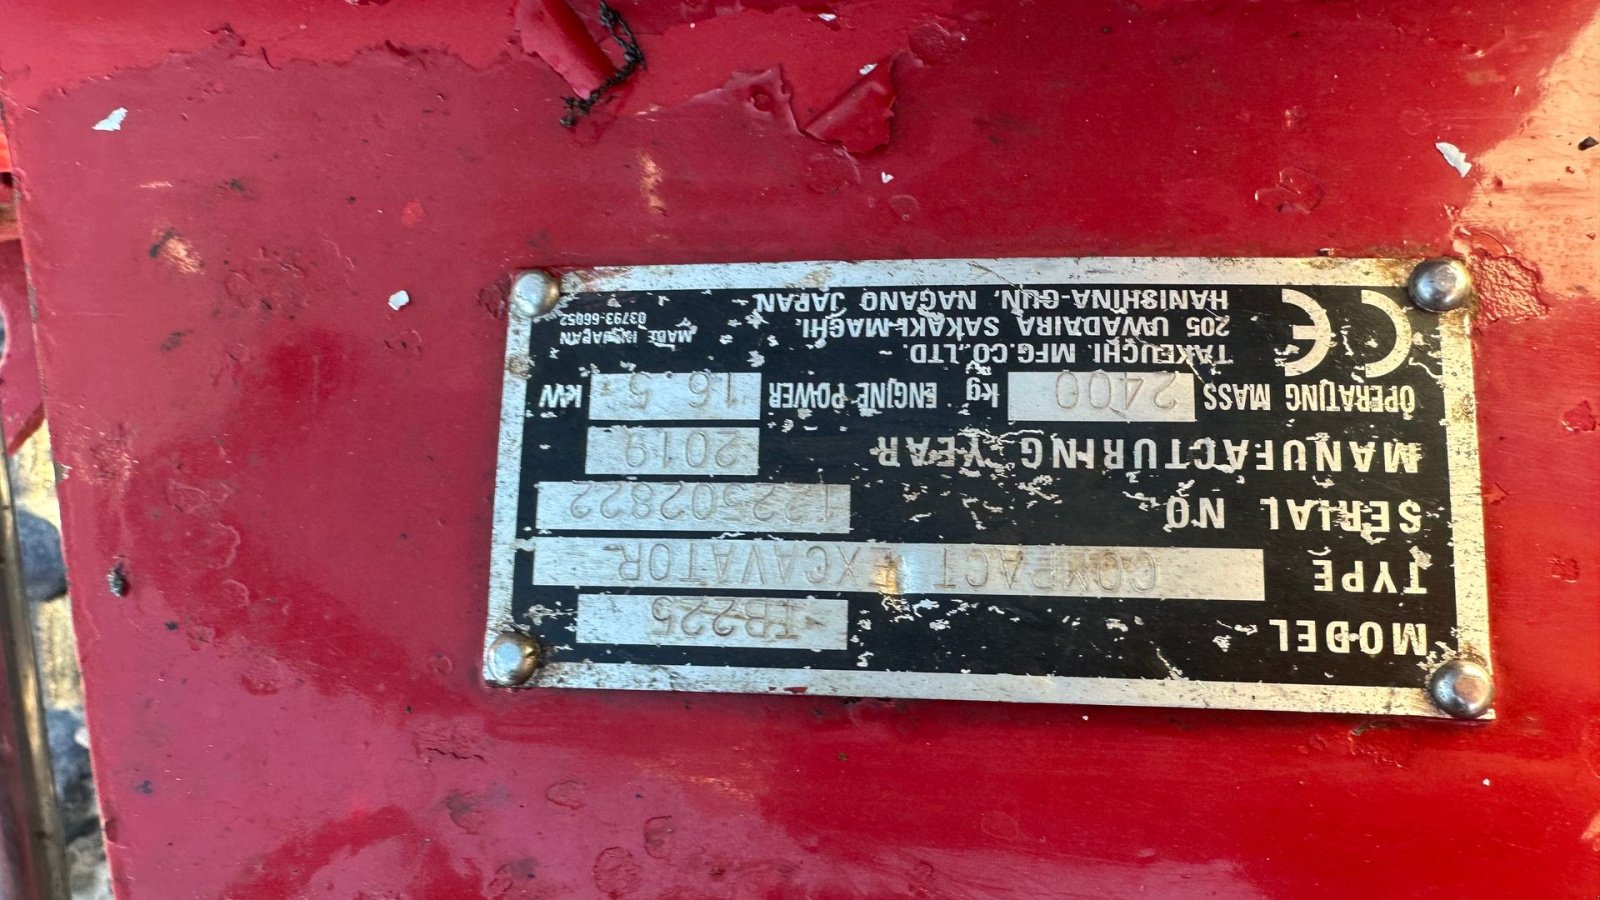 MODEL TB225
TYPE COMPACT EXCAVATOR
SERIAL NO 122502822
MANUFACTURING YEAR 2019
OPERATING MASS 2400 kg ENGINE POWER 16.5 kW
CE
TAKEUCHI MFG.CO.,LTD.
205 UWADAIRA SAKAKI-MACHI,
HANISHINA-GUN, NAGANO JAPAN
MADE IN JAPAN
03793-66052